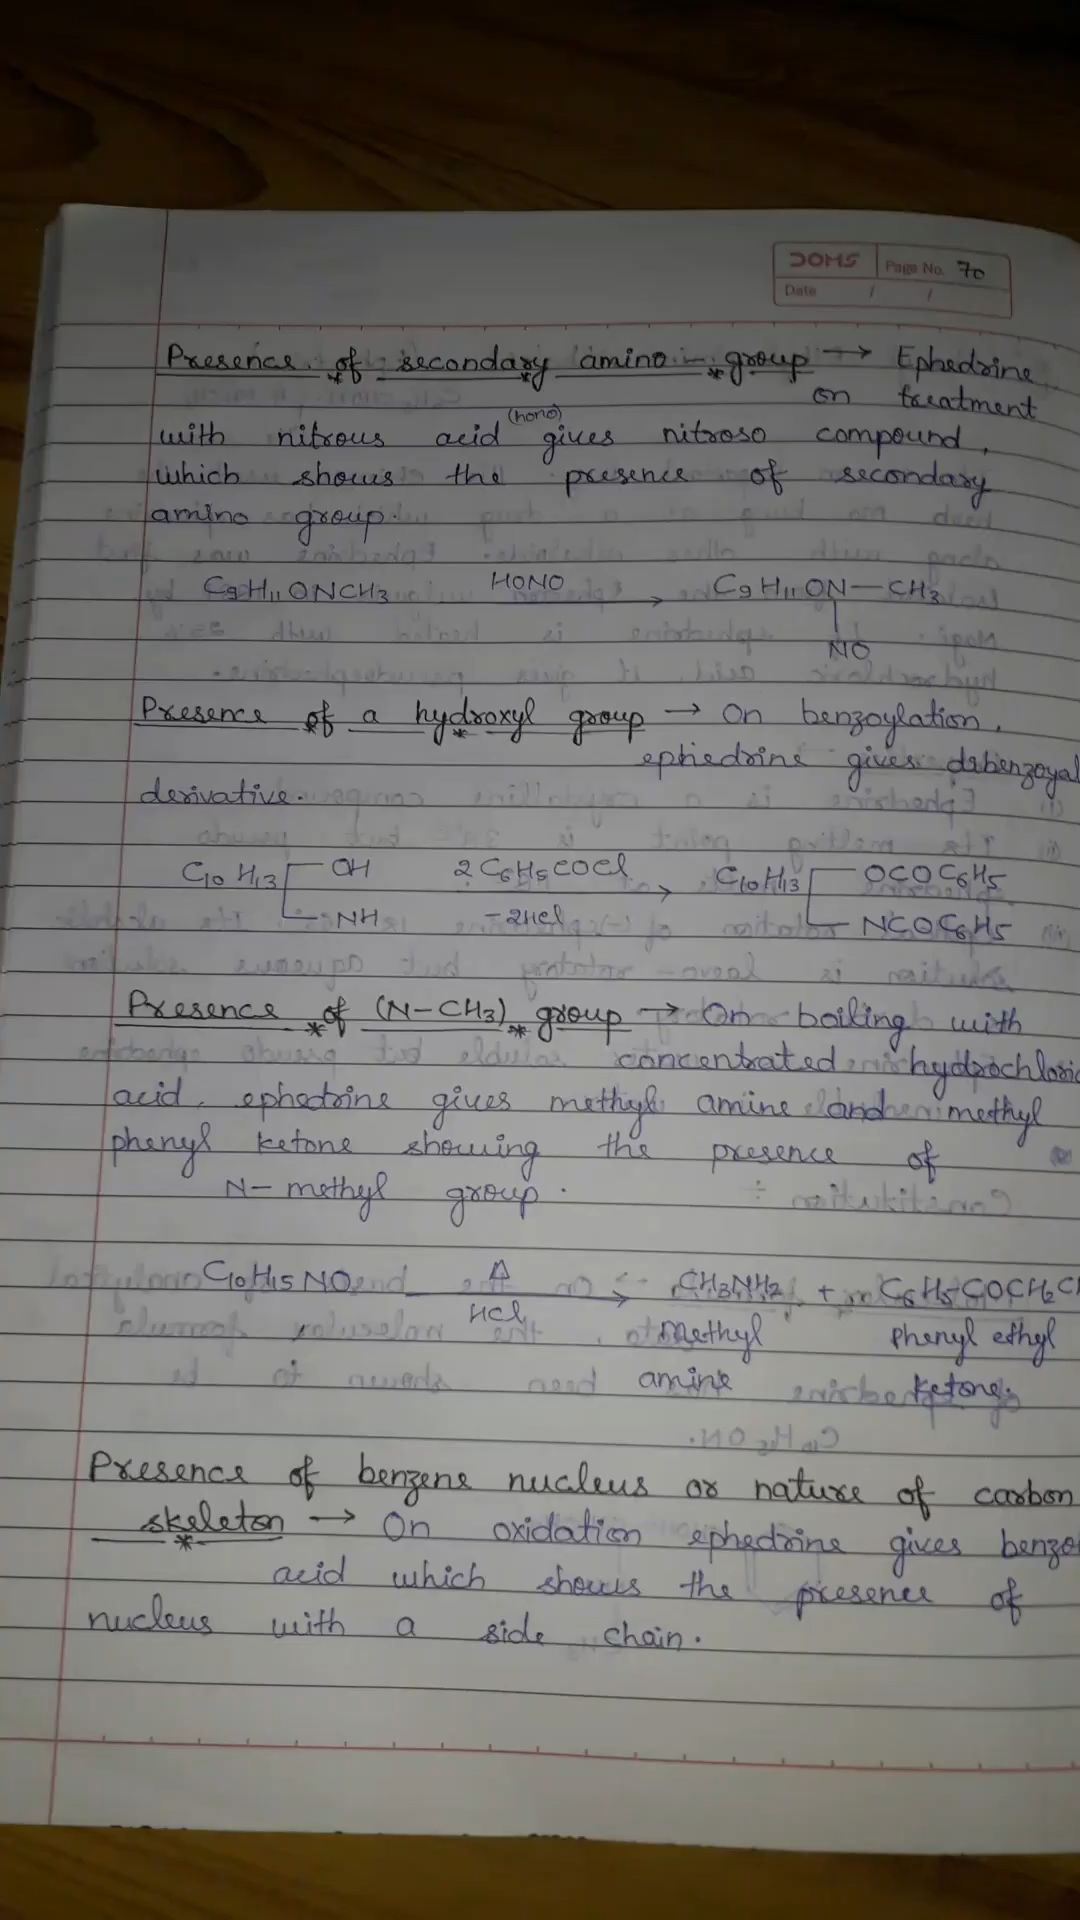 DOMS Page No. 70
Date / /
Presence of secondary amino - group → Ephedrine
on treatment
with nitrous acid (hono) gives nitroso compound,
which shows the presence of secondary
amino group.
C9H11ONCH3 HONO → C9H11ON—CH3
NO
Presence of a hydroxyl group → On benzoylation,
ephedrine gives dibenzoyal
derivative.
C10H13 OH 2C6H5COCl → C10H13 OCOC6H5
NH -2HCl NCOC6H5
Presence of (N-CH3) group → On boiling with
concentrated hydrochloric
acid, ephedrine gives methyl amine and methyl
phenyl ketone showing the presence of
N- methyl group.
C10H15NO Δ → CH3NH2 + C6H5COCH2C
HCl Methyl Phenyl ethyl
amine ketone.
Presence of benzene nucleus or nature of carbon
skeleton → On oxidation ephedrine gives benzo
acid which shows the presence of
nucleus with a side chain.